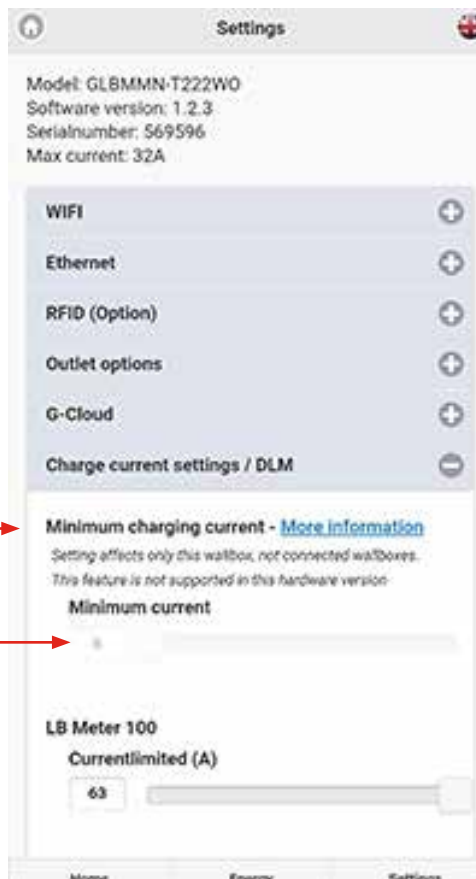 Settings
Model: GLBMMN-T222WO
Software version: 1.2.3
Serialnumber: 569596
Max current: 32A
WIFI
Ethernet
RFID (Option)
Outlet options
G-Cloud
Charge current settings / DLM
Minimum charging current - More information
Setting affects only this wallbox, not connected wallboxes.
This feature is not supported in this hardware version
Minimum current
LB Meter 100
Currentlimited (A)
63
Home Energy Settings